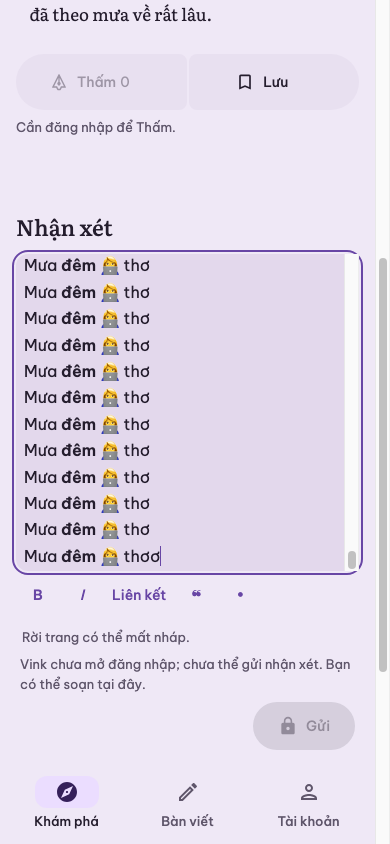 đã theo mưa về rất lâu.
Thấm 0
Lưu
Cần đăng nhập để Thấm.
Nhận xét
Mưa đêm 🙍‍💻 thơ
Mưa đêm 🙍‍💻 thơ
Mưa đêm 🙍‍💻 thơ
Mưa đêm 🙍‍💻 thơ
Mưa đêm 🙍‍💻 thơ
Mưa đêm 🙍‍💻 thơ
Mưa đêm 🙍‍💻 thơ
Mưa đêm 🙍‍💻 thơ
Mưa đêm 🙍‍💻 thơ
Mưa đêm 🙍‍💻 thơ
Mưa đêm 🙍‍💻 thơ
Mưa đêm 🙍‍💻 thơơ
B I Liên kết ❝ •
Rời trang có thể mất nháp.
Vink chưa mở đăng nhập; chưa thể gửi nhận xét. Bạn
có thể soạn tại đây.
Gửi
Khám phá
Bàn viết
Tài khoản